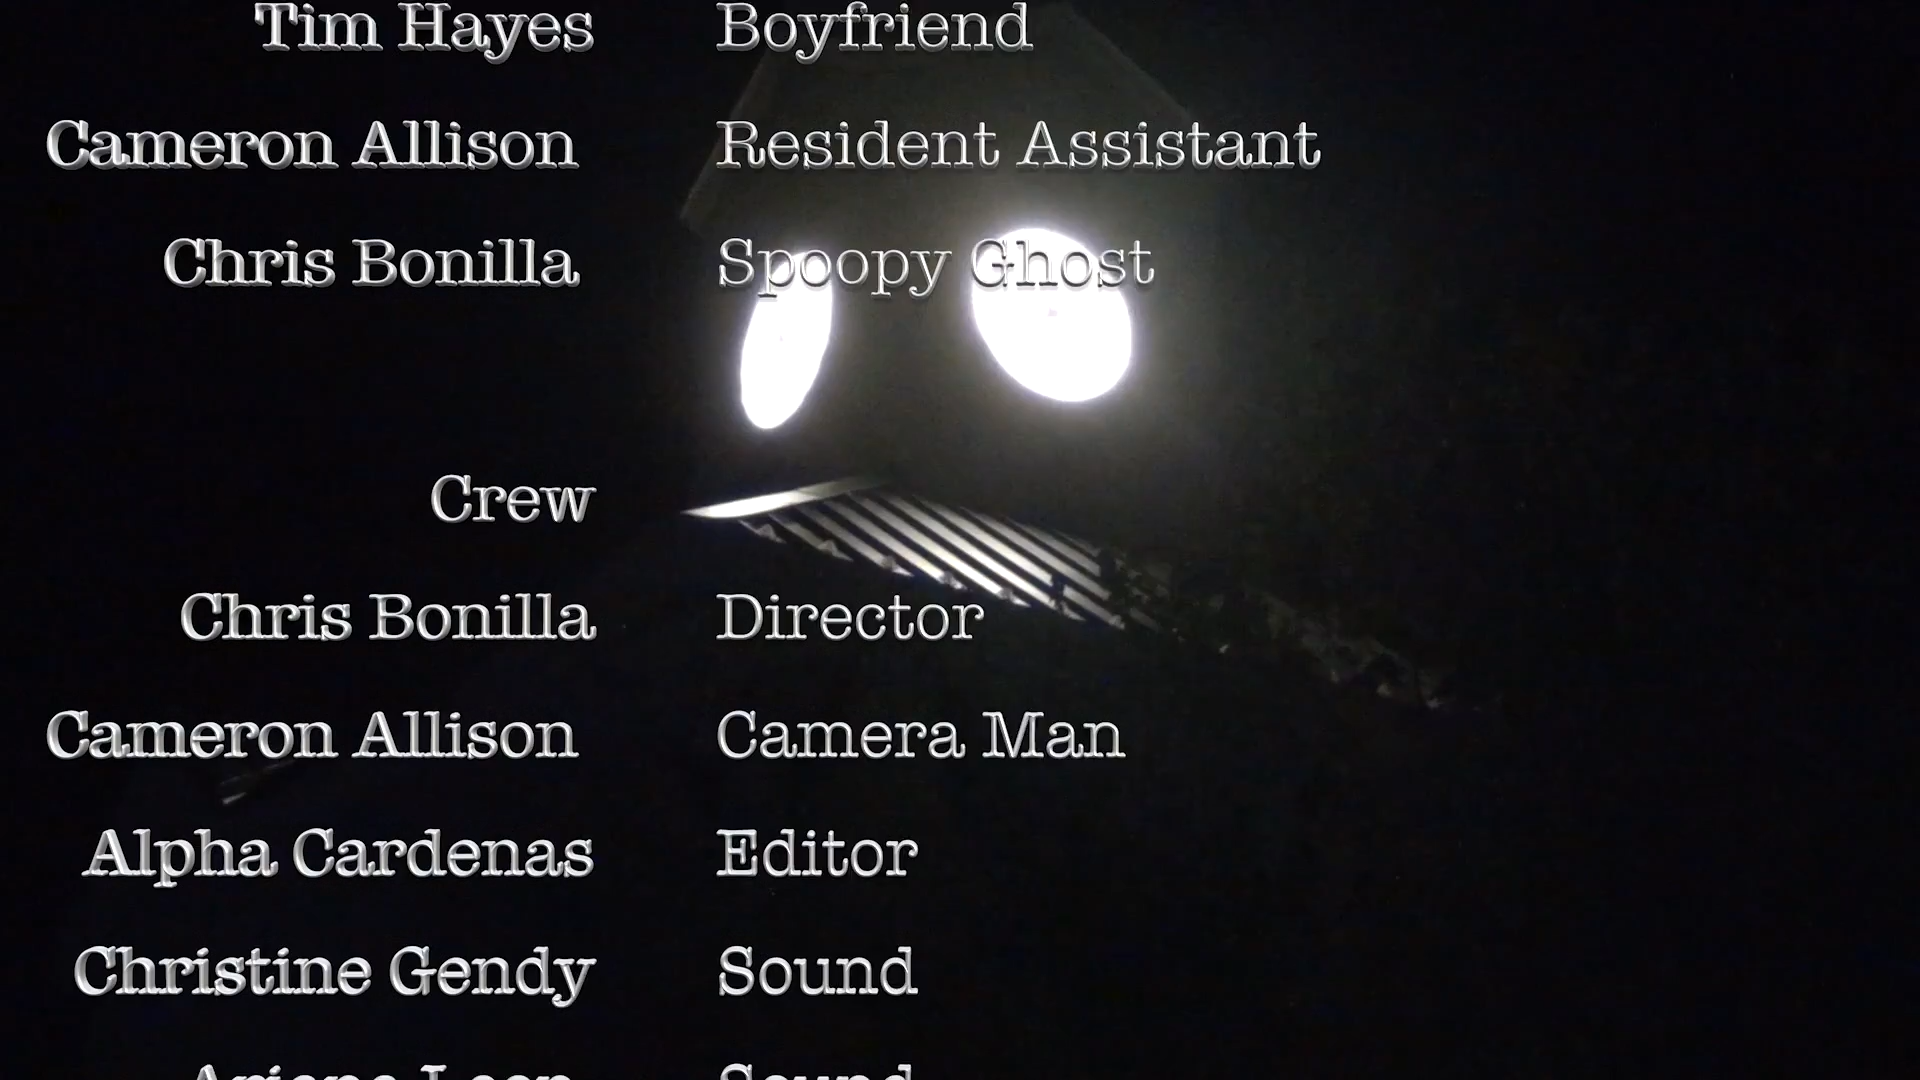 Tim Hayes Boyfriend
Cameron Allison Resident Assistant
Chris Bonilla Spoopy Ghost
Crew
Chris Bonilla Director
Cameron Allison Camera Man
Alpha Cardenas Editor
Christine Gendy Sound
Sound